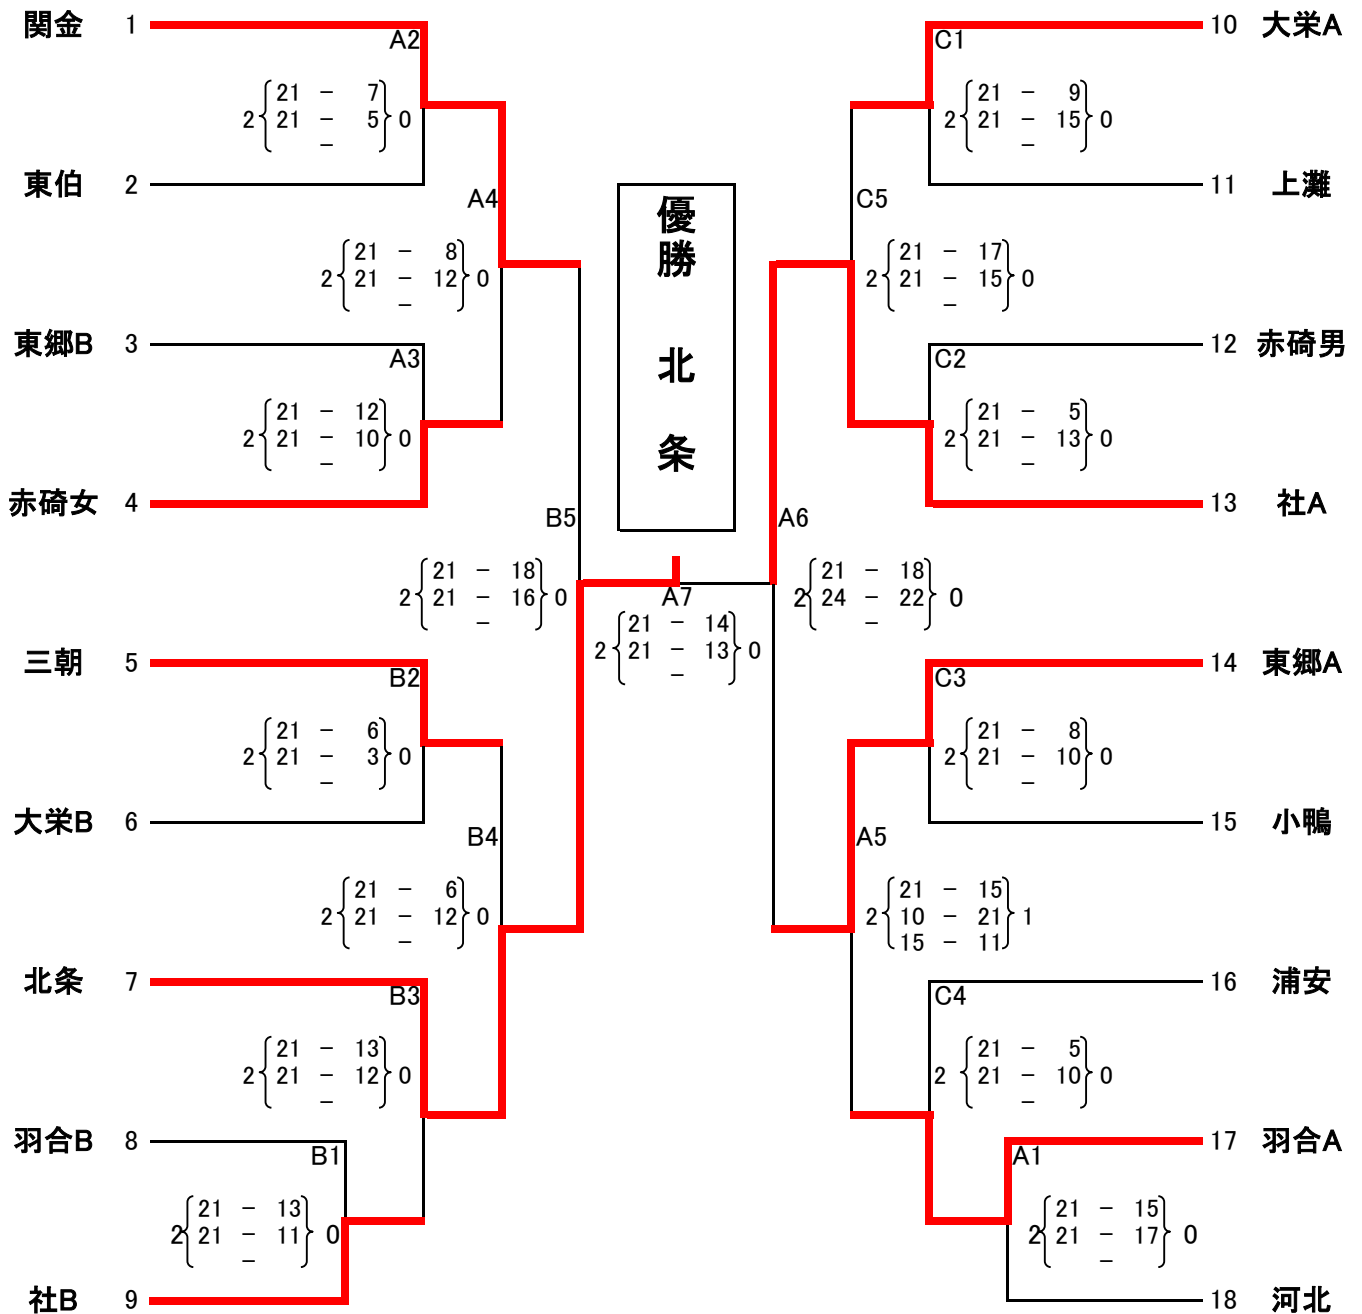 関金 1
A2
2 21 － 7 0
21 － 5
－
東伯 2
A4
2 21 － 8 0
21 － 12
－
東郷B 3
A3
2 21 － 12 0
21 － 10
－
赤碕女 4
B5
2 21 － 18 0
21 － 16
－
三朝 5
B2
2 21 － 6 0
21 － 3
－
大栄B 6
B4
2 21 － 6 0
21 － 12
－
北条 7
B3
2 21 － 13 0
21 － 12
－
羽合B 8
B1
2 21 － 13 0
21 － 11
－
社B 9
優勝 北条
A7
2 21 － 14 0
21 － 13
－
10 大栄A
C1
2 21 － 9 0
21 － 15
－
11 上灘
C5
2 21 － 17 0
21 － 15
－
12 赤碕男
C2
2 21 － 5 0
21 － 13
－
13 社A
A6
2 21 － 18 0
24 － 22
－
14 東郷A
C3
2 21 － 8 0
21 － 10
－
15 小鴨
A5
2 21 － 15 1
10 － 21
15 － 11
16 浦安
C4
2 21 － 5 0
21 － 10
－
17 羽合A
A1
2 21 － 15 0
21 － 17
－
18 河北